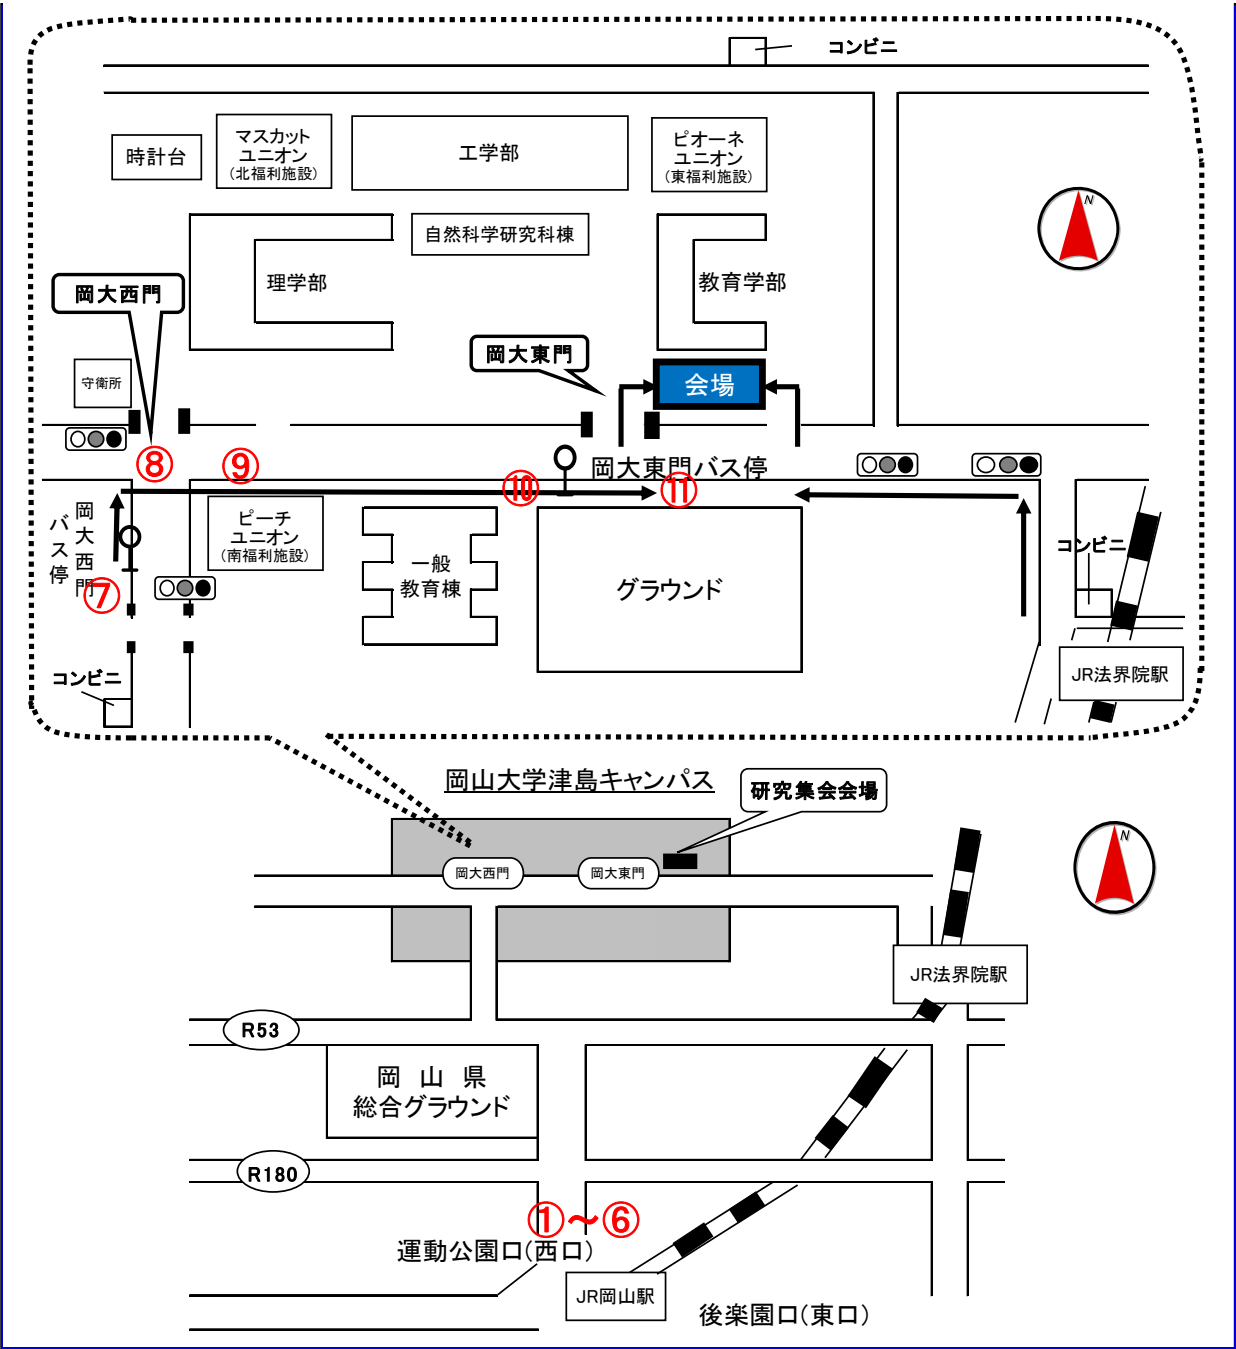 コンビニ
時計台
マスカット
ユニオン
(北福利施設)
工学部
ピオーネ
ユニオン
(東福利施設)
N
自然科学研究科棟
理学部
教育学部
岡大西門
岡大東門
守衛所
会場
⑧
⑨
⑩
岡大東門バス停
⑪
岡大西門
バス停
ピーチ
ユニオン
(南福利施設)
一般
教育棟
グラウンド
コンビニ
⑦
コンビニ
JR法界院駅
岡山大学津島キャンパス
研究集会会場
N
岡大西門
岡大東門
JR法界院駅
R53
岡 山 県
総合グラウンド
R180
①～⑥
運動公園口(西口)
JR岡山駅
後楽園口(東口)